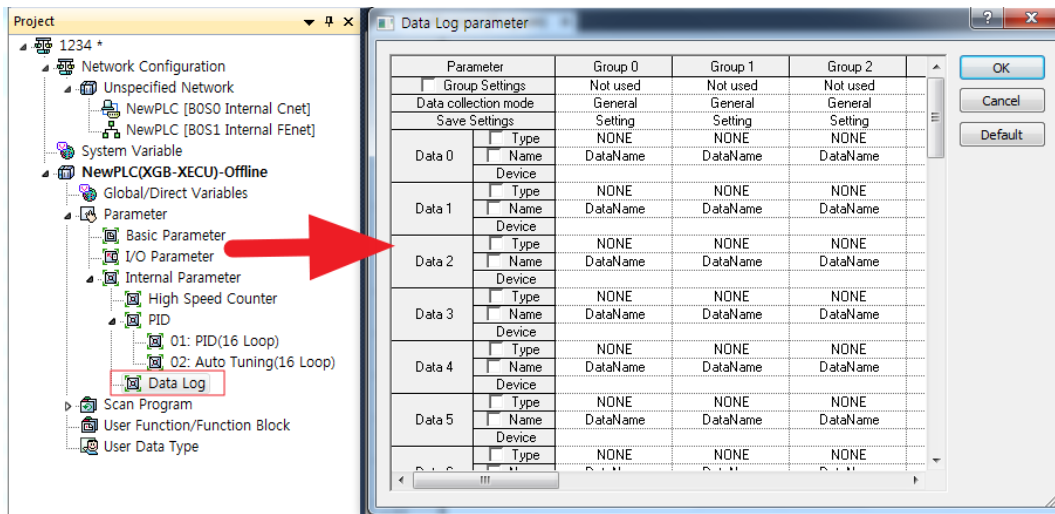 Project
1234 *
Network Configuration
Unspecified Network
NewPLC [B0S0 Internal Cnet]
NewPLC [B0S1 Internal FEnet]
System Variable
NewPLC(XGB-XECU)-Offline
Global/Direct Variables
Parameter
Basic Parameter
I/O Parameter
Internal Parameter
High Speed Counter
PID
01: PID(16 Loop)
02: Auto Tuning(16 Loop)
Data Log
Scan Program
User Function/Function Block
User Data Type
Data Log parameter
Parameter Group 0 Group 1 Group 2
Group Settings Not used Not used Not used
Data collection mode General General General
Save Settings Setting Setting Setting
Data 0
Type NONE NONE NONE
Name DataName DataName DataName
Device
Data 1
Type NONE NONE NONE
Name DataName DataName DataName
Device
Data 2
Type NONE NONE NONE
Name DataName DataName DataName
Device
Data 3
Type NONE NONE NONE
Name DataName DataName DataName
Device
Data 4
Type NONE NONE NONE
Name DataName DataName DataName
Device
Data 5
Type NONE NONE NONE
Name DataName DataName DataName
Device
Type NONE NONE NONE
OK
Cancel
Default